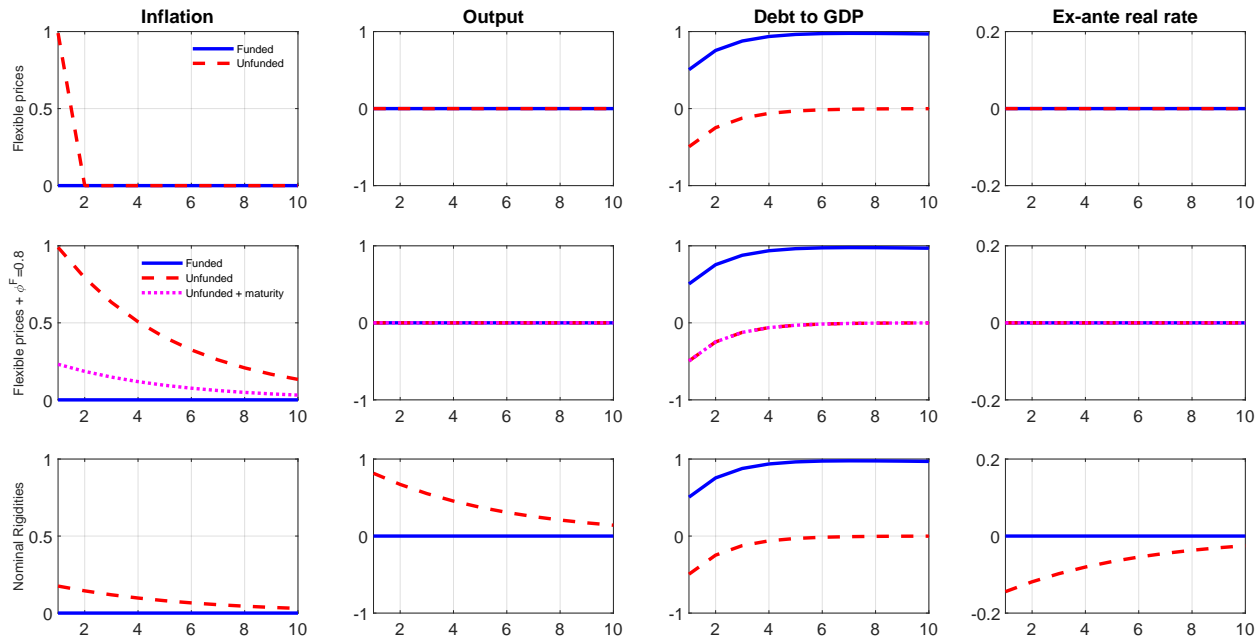 Inflation
Output
Debt to GDP
Ex-ante real rate
Flexible prices
1
0.5
0
2 4 6 8 10
Funded
Unfunded
1
0
-1
2 4 6 8 10
1
0
-1
2 4 6 8 10
0.2
0
-0.2
2 4 6 8 10
Flexible prices + ϕ^F=0.8
1
0.5
0
2 4 6 8 10
Funded
Unfunded
Unfunded + maturity
1
0
-1
2 4 6 8 10
1
0
-1
2 4 6 8 10
0.2
0
-0.2
2 4 6 8 10
Nominal Rigidities
1
0.5
0
2 4 6 8 10
1
0
-1
2 4 6 8 10
1
0
-1
2 4 6 8 10
0.2
0
-0.2
2 4 6 8 10